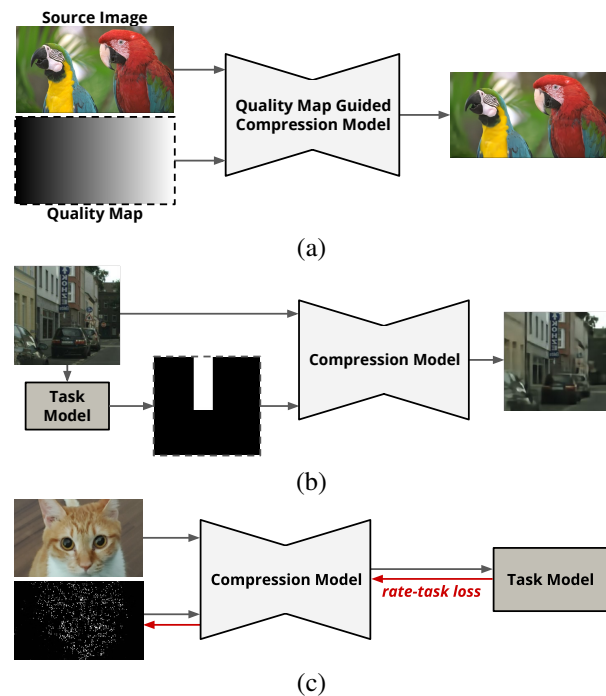 Source Image
Quality Map Guided
Compression Model
Quality Map
(a)
KOHZE
Task
Model
Compression Model
(b)
Compression Model
rate-task loss
Task Model
(c)